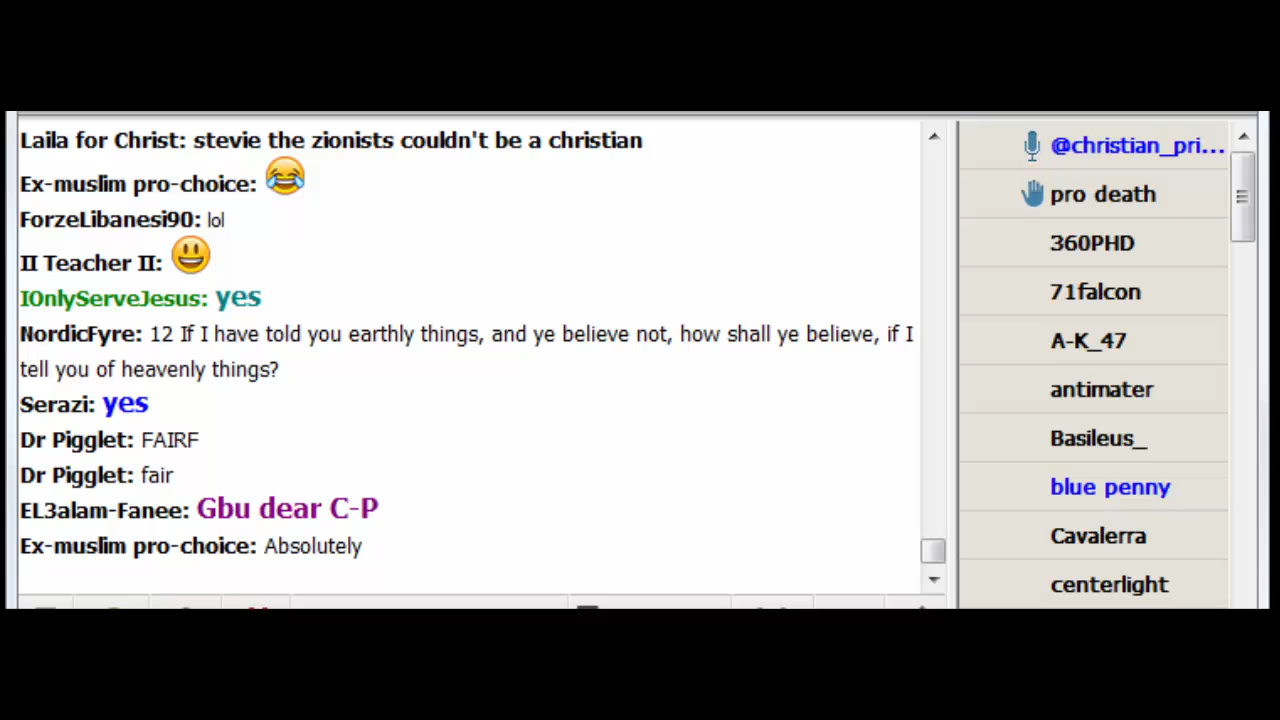 Laila for Christ: stevie the zionists couldn't be a christian
Ex-muslim pro-choice: 😂
ForzeLibanesi90: lol
II Teacher II: 😃
IOnlyServeJesus: yes
NordicFyre: 12 If I have told you earthly things, and ye believe not, how shall ye believe, if I
tell you of heavenly things?
Serazi: yes
Dr Pigglet: FAIRF
Dr Pigglet: fair
EL3alam-Fanee: Gbu dear C-P
Ex-muslim pro-choice: Absolutely
@christian_pri...
pro death
360PHD
71falcon
A-K_47
antimater
Basileus_
blue penny
Cavalerra
centerlight